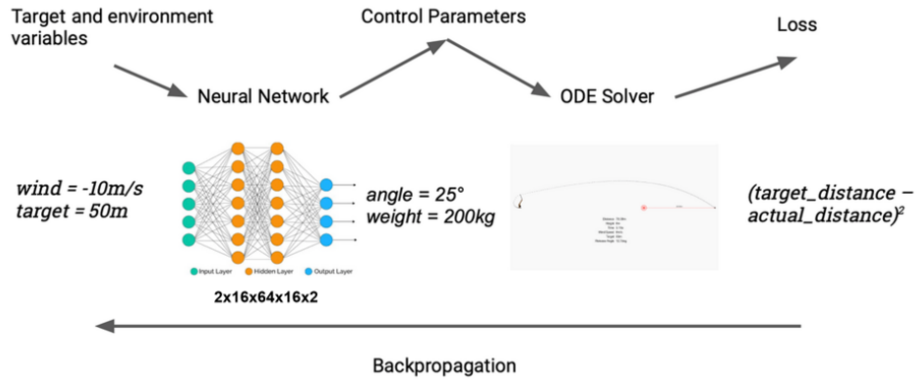 Target and environment
variables
Control Parameters
Loss
Neural Network
ODE Solver
wind = -10m/s
target = 50m
angle = 25°
weight = 200kg
(target_distance –
actual_distance)²
Input Layer Hidden Layer Output Layer
2x16x64x16x2
Backpropagation